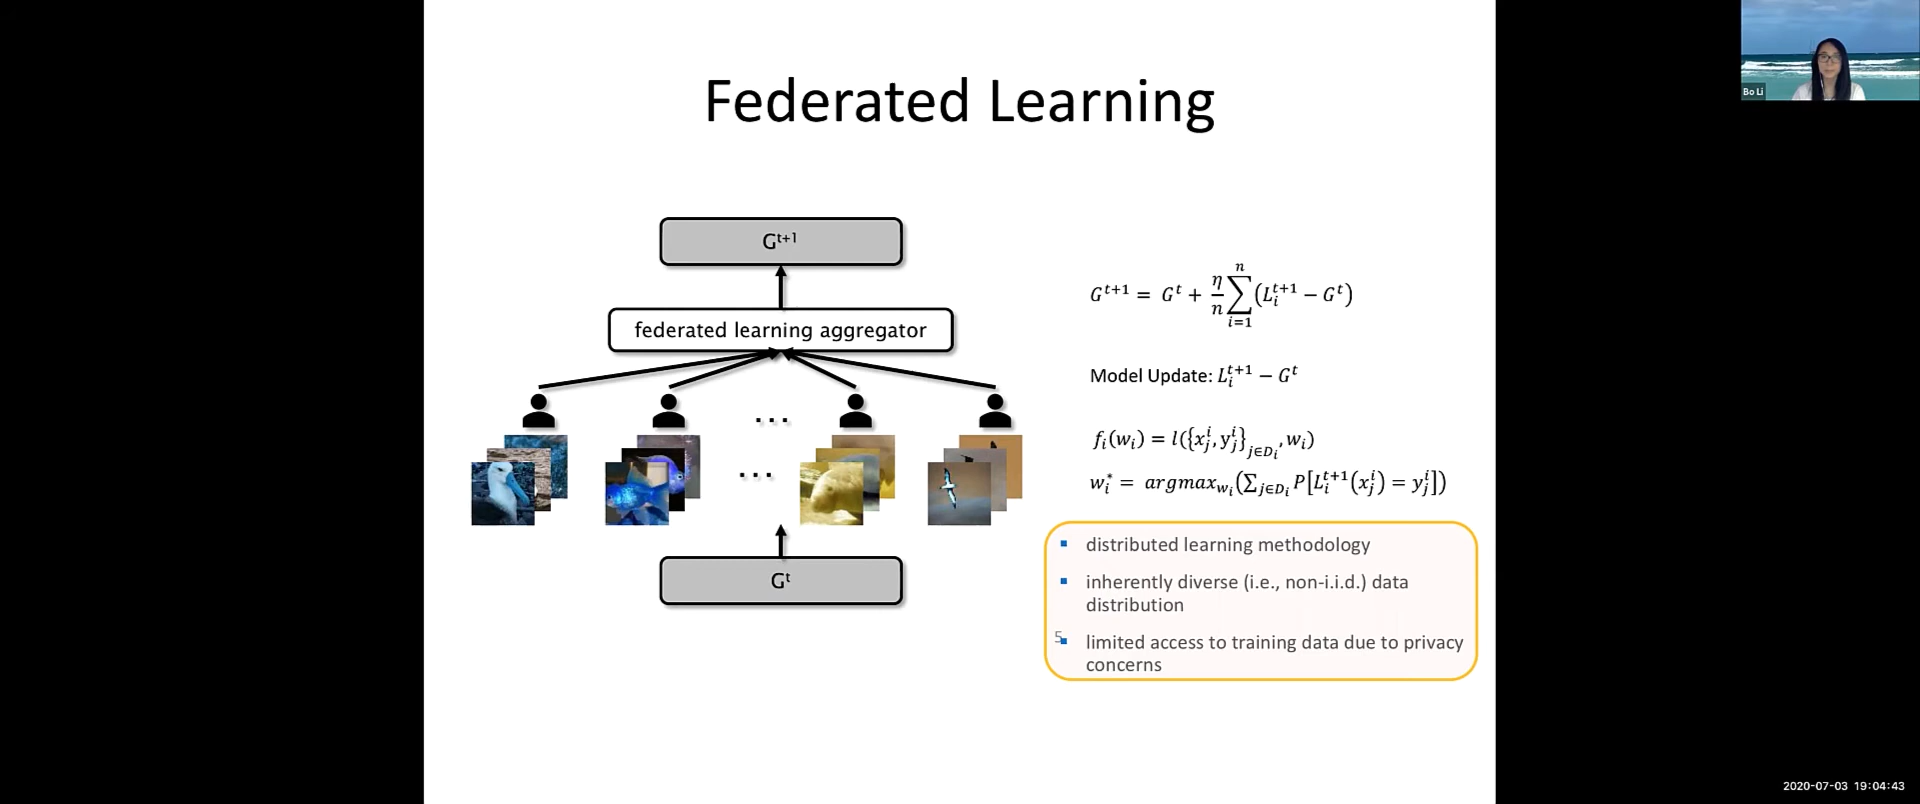 Federated Learning
Bo Li
G^{t+1}
federated learning aggregator
. . .
. . .
G^t
G^{t+1} = G^t + \frac{η}{n} \sum_{i=1}^{n} (L_i^{t+1} − G^t)
Model Update: L_i^{t+1} − G^t
f_i(w_i) = l({x_j^i, y_j^i}_{j∈D_i}, w_i)
w_i^* = argmax_{w_i}(∑_{j∈D_i} P[L_i^{t+1}(x_j^i) = y_j^i])
▪ distributed learning methodology
▪ inherently diverse (i.e., non-i.i.d.) data
distribution
5
▪ limited access to training data due to privacy
concerns
2020-07-03 19:04:43